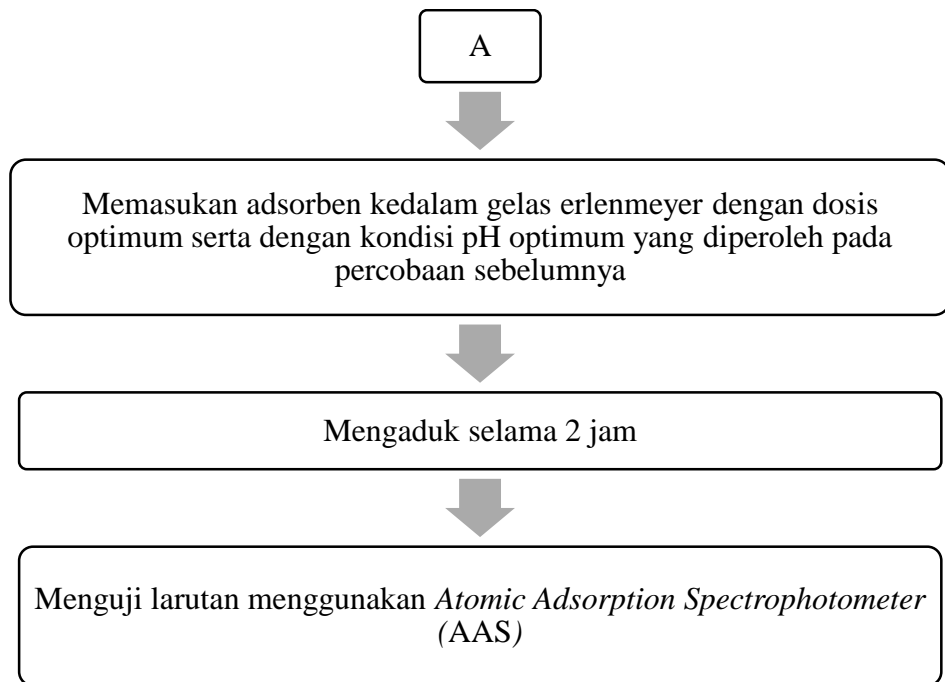 A
Memasukan adsorben kedalam gelas erlenmeyer dengan dosis
optimum serta dengan kondisi pH optimum yang diperoleh pada
percobaan sebelumnya
Mengaduk selama 2 jam
Menguji larutan menggunakan Atomic Adsorption Spectrophotometer
(AAS)